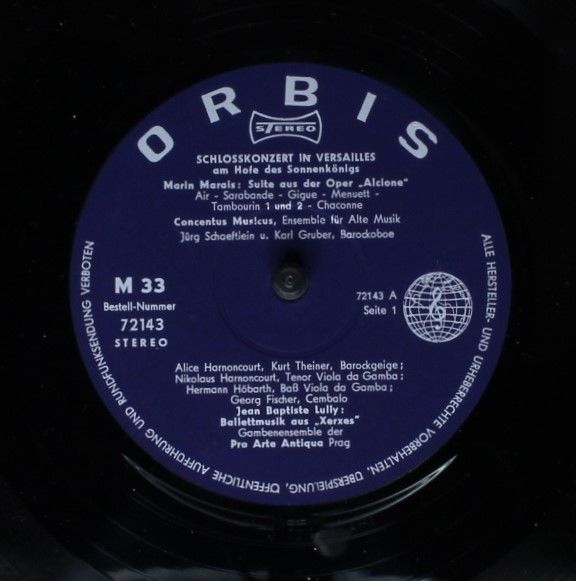 ORBIS
STEREO
SCHLOSSKONZERT IN VERSAILLES
am Hofe des Sonnenkönigs
Marin Marais: Suite aus der Oper „Alcione"
Air - Sarabande - Gigue - Menuett -
Tambourin 1 und 2 - Chaconne
Concentus Musicus, Ensemble für Alte Musik
Jürg Schaeftlein u. Karl Gruber, Barockoboe
M 33
Bestell-Nummer
72143
STEREO
72143 A
Seite 1
Alice Harnoncourt, Kurt Theiner, Barockgeige;
Nikolaus Harnoncourt, Tenor Viola da Gamba;
Hermann Höbarth, Baß Viola da Gamba;
Georg Fischer, Cembalo
Jean Baptiste Lully:
Ballettmusik aus „Xerxes"
Gambenensemble der
Pro Arte Antiqua Prag
ALLE HERSTELLER- UND URHEBERRECHTE VORBEHALTEN. ÜBERSPIELUNG, ÖFFENTLICHE AUFFÜHRUNG UND RUNDFUNKSENDUNG VERBOTEN